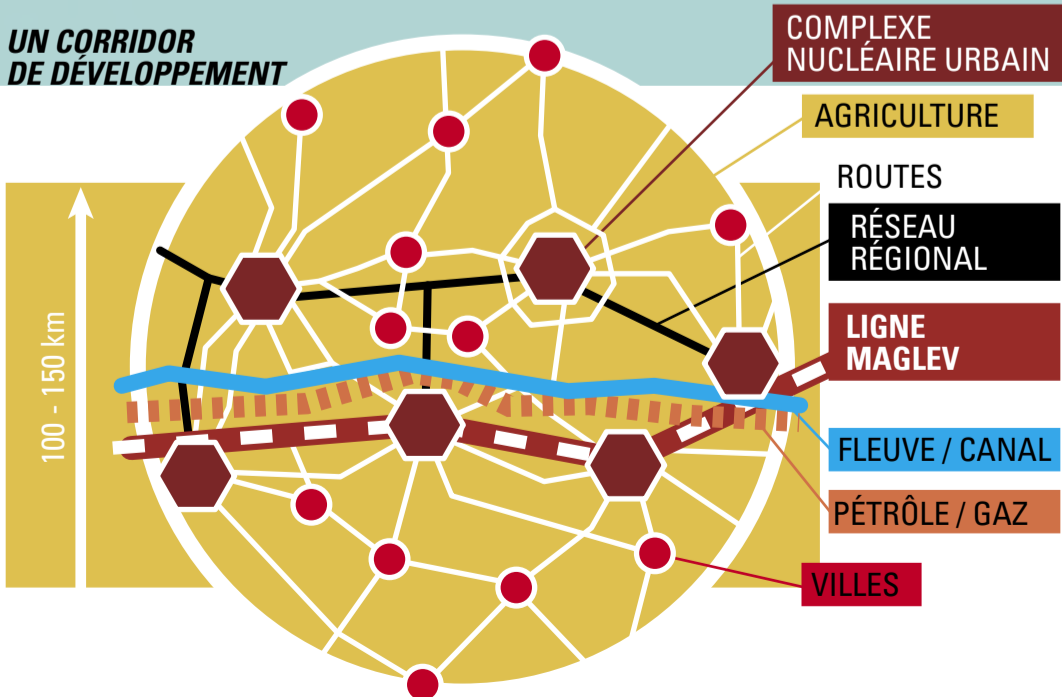 UN CORRIDOR
DE DÉVELOPPEMENT
COMPLEXE
NUCLÉAIRE URBAIN
AGRICULTURE
ROUTES
RÉSEAU
RÉGIONAL
LIGNE
MAGLEV
100 - 150 km
FLEUVE / CANAL
PÉTRÔLE / GAZ
VILLES